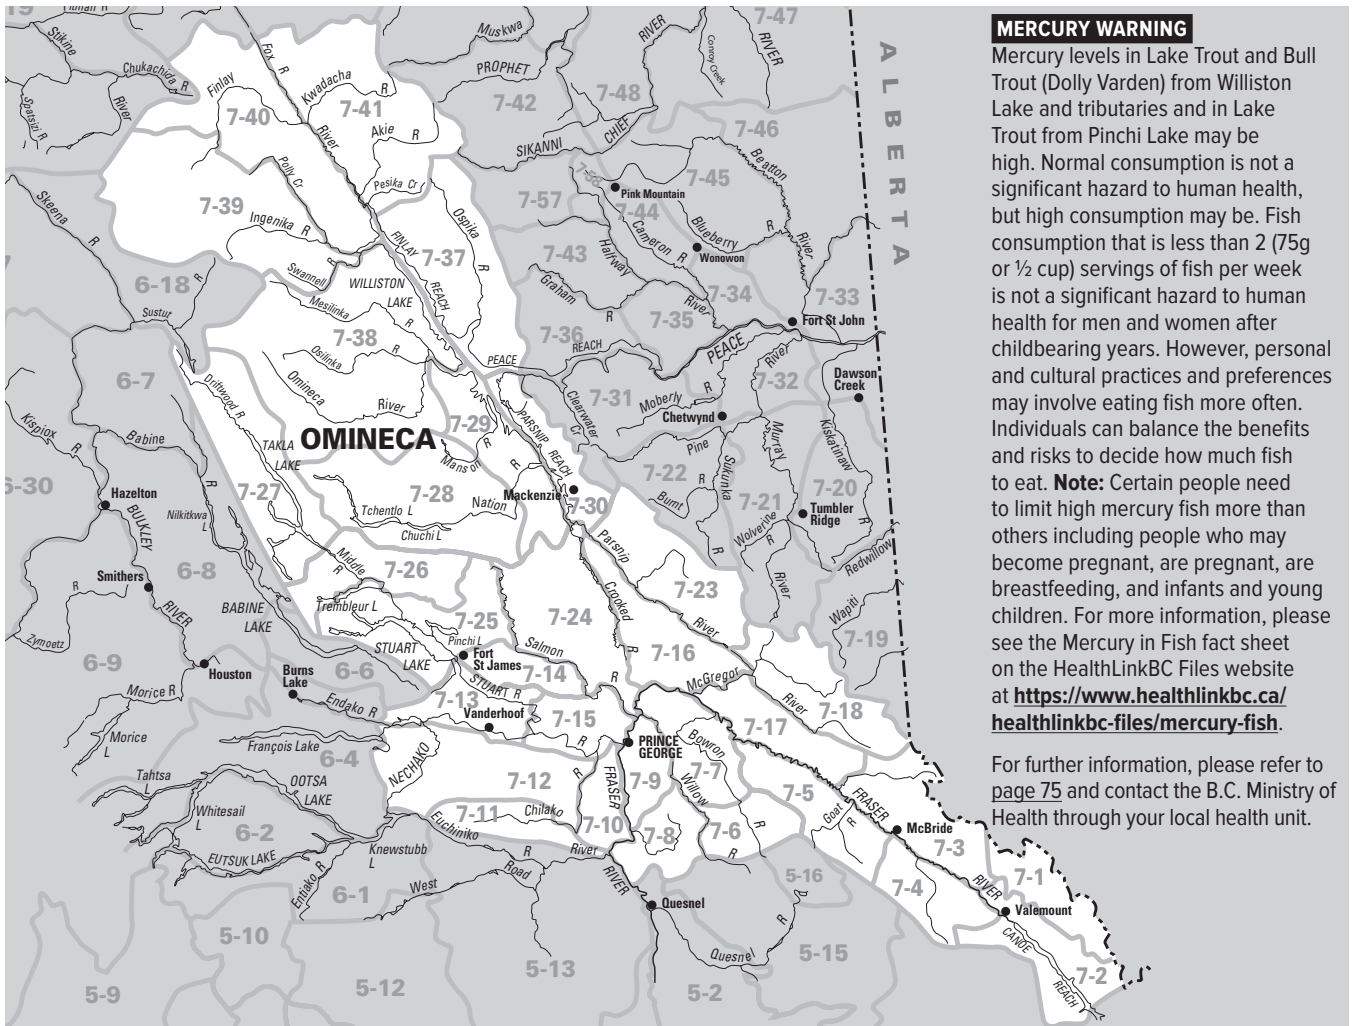 19
Human R
Stikine
Chukachida R
River
Spatsizi R
Fox R
Finlay
Kwadacha
R
7-40
7-41
Akie R
River
Polly Cr
Pesika Cr
7-39
Ingenika R
Swannell
R
FINLAY
REACH
7-37
Ospika
R
WILLISTON
LAKE
Mesilinka
R
7-38
Osilinka R
Omineca
River
PEACE
REACH
7-29
Manson
R
PARSNIP
REACH
OMINECA
Muskwa
PROPHET
RIVER
7-42
7-48
Conroy Creek
7-47
RIVER
SIKANNI
CHIEF
7-46
Beatton
River
7-58
Pink Mountain
7-45
7-57
7-44
Blueberry
R
Cameron R
Wonowon
7-43
Halfway
River
Graham
R
7-34
7-33
Fort St John
7-36
7-35
PEACE
River
7-31
7-32
Moberly
R
Chetwynd
Dawson
Creek
Clearwater
Cr
Pine
R
Sukunka
R
Murray
River
Kiskatinaw
R
7-22
Burnt
7-21
7-20
Tumbler
Ridge
Wolverine
R
Redwillow
Wapiti
7-19
ALBERTA
Skeena
R
6-18
R
Sustut
7
6-7
Kispiox
R
Babine
R
6-30
Hazelton
BULKLEY
RIVER
Nilkitkwa
L
Driftwood R
TAKLA
LAKE
7-27
7-28
Tchentlo L
Nation
R
Chuchi L
Mackenzie
7-30
Smithers
6-8
Middle
R
7-26
Parsnip
River
Crooked
R
7-23
7-24
Trembleur L
BABINE
LAKE
7-25
Pinchi L
Salmon
R
STUART
LAKE
Fort
St James
R
Zymoetz
6-9
Houston
Burns
Lake
6-6
STUART R
7-14
7-16
McGregor
River
7-13
Vanderhoof
7-15
R
Endako R
Morice R
Morice
L
François Lake
6-4
NECHAKO
PRINCE
GEORGE
Bowron
R
7-17
7-18
Tahtsa
L
OOTSA
LAKE
7-12
R
FRASER
7-9
7-7
Willow
R
7-5
FRASER
RIVER
Whitesail
L
7-11
Chilako
7-10
7-8
7-6
Goat
R
McBride
6-2
Euchiniko
R
River
7-3
EUTSUK LAKE
Knewstubb
L
7-4
7-1
Entiako R
6-1
West
Road
RIVER
Quesnel
5-16
Valemount
CANOE
REACH
5-10
Quesnel
R
5-15
7-2
5-9
5-12
5-13
5-2
MERCURY WARNING
Mercury levels in Lake Trout and Bull
Trout (Dolly Varden) from Williston
Lake and tributaries and in Lake
Trout from Pinchi Lake may be
high. Normal consumption is not a
significant hazard to human health,
but high consumption may be. Fish
consumption that is less than 2 (75g
or ½ cup) servings of fish per week
is not a significant hazard to human
health for men and women after
childbearing years. However, personal
and cultural practices and preferences
may involve eating fish more often.
Individuals can balance the benefits
and risks to decide how much fish
to eat. Note: Certain people need
to limit high mercury fish more than
others including people who may
become pregnant, are pregnant, are
breastfeeding, and infants and young
children. For more information, please
see the Mercury in Fish fact sheet
on the HealthLinkBC Files website
at https://www.healthlinkbc.ca/
healthlinkbc-files/mercury-fish.
For further information, please refer to
page 75 and contact the B.C. Ministry of
Health through your local health unit.